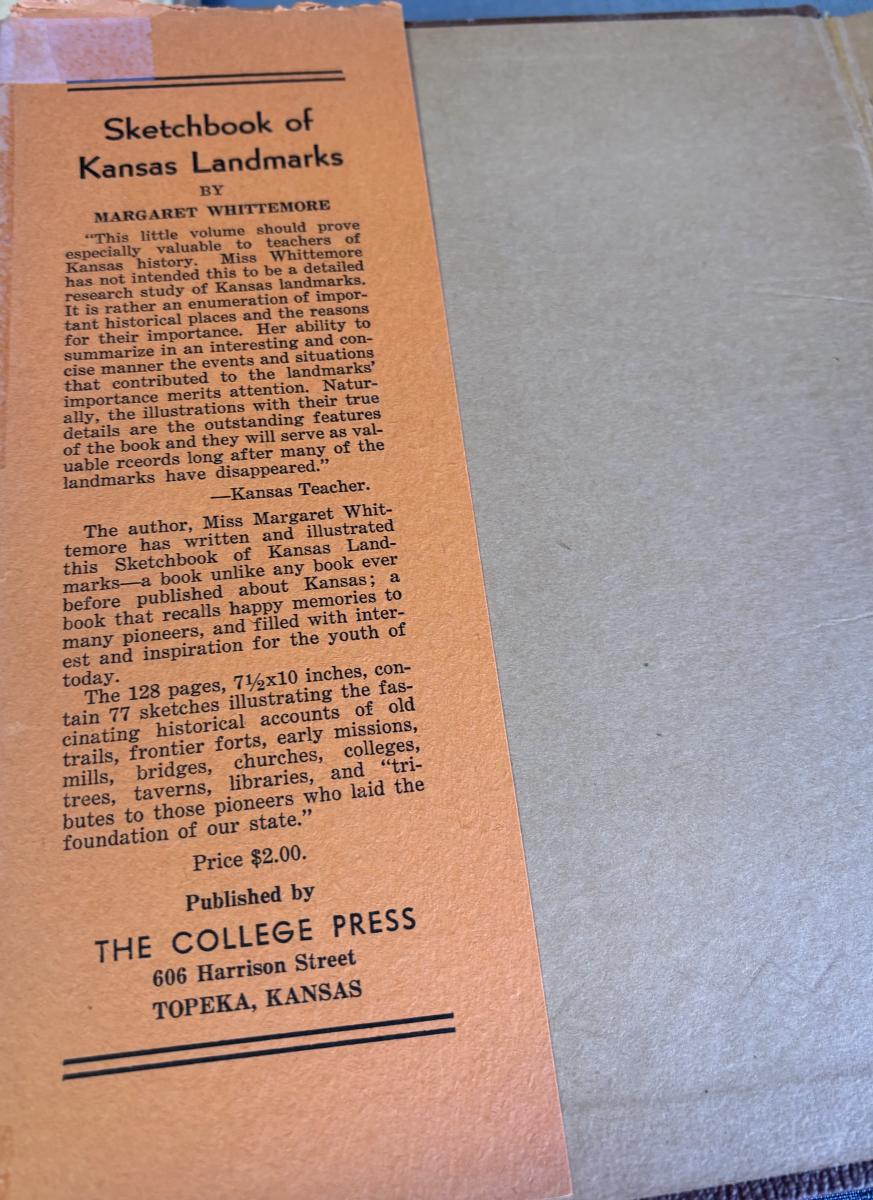 Sketchbook of
Kansas Landmarks
BY
MARGARET WHITTEMORE
"This little volume should prove
especially valuable to teachers of
Kansas history. Miss Whittemore
has not intended this to be a detailed
research study of Kansas landmarks.
It is rather an enumeration of impor-
tant historical places and the reasons
for their importance. Her ability to
summarize in an interesting and con-
cise manner the events and situations
that contributed to the landmarks'
importance merits attention. Natur-
ally, the illustrations with their true
details are the outstanding features
of the book and they will serve as val-
uable rceords long after many of the
landmarks have disappeared."
—Kansas Teacher.
The author, Miss Margaret Whit-
temore has written and illustrated
this Sketchbook of Kansas Land-
marks—a book unlike any book ever
before published about Kansas; a
book that recalls happy memories to
many pioneers, and filled with inter-
est and inspiration for the youth of
today.
The 128 pages, 7½x10 inches, con-
tain 77 sketches illustrating the fas-
cinating historical accounts of old
trails, frontier forts, early missions,
mills, bridges, churches, colleges,
trees, taverns, libraries, and "tri-
butes to those pioneers who laid the
foundation of our state."
Price $2.00.
Published by
THE COLLEGE PRESS
606 Harrison Street
TOPEKA, KANSAS